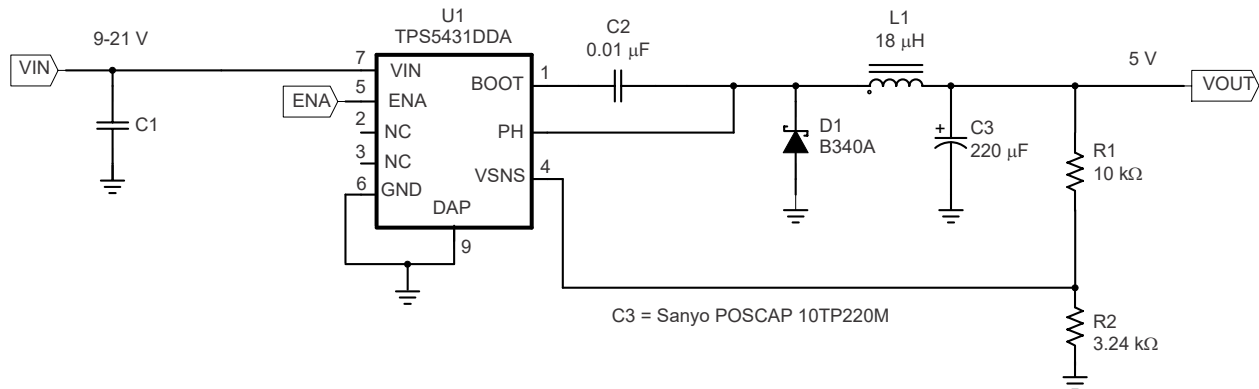 U1
TPS5431DDA
C2
0.01 μF
L1
18 μH
9-21 V
5 V
VIN
7
VIN
BOOT
1
VOUT
ENA
5
ENA
2
NC
PH
C1
D1
B340A
+
C3
220 μF
3
NC
VSNS
4
R1
10 kΩ
6
GND
DAP
9
C3 = Sanyo POSCAP 10TP220M
R2
3.24 kΩ